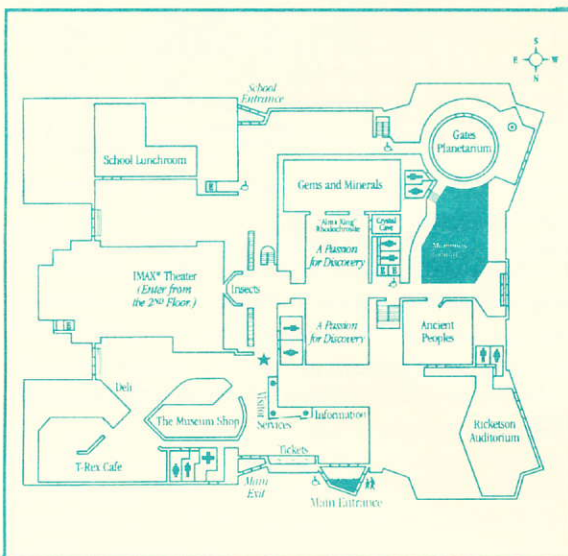 S
E W
N
School
Entrance
Gates
Planetarium
School Lunchroom
Gems and Minerals
"Alma King"
Rhodochrosite
Crystal
Cave
A Passion
for Discovery
IMAX® Theater
(Enter from
the 2ND Floor.)
Insects
A Passion
for Discovery
Ancient
Peoples
Deli
Visitor
Services
Information
The Museum Shop
Ricketson
Auditorium
T-Rex Cafe
Tickets
Main
Exit
Main Entrance